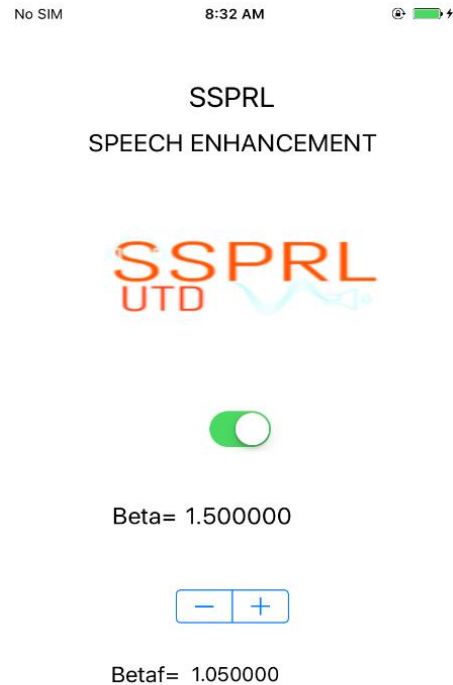 No SIM 8:32 AM
SSPRL
SPEECH ENHANCEMENT
SSPRL
UTD
Beta= 1.500000
− +
Betaf= 1.050000